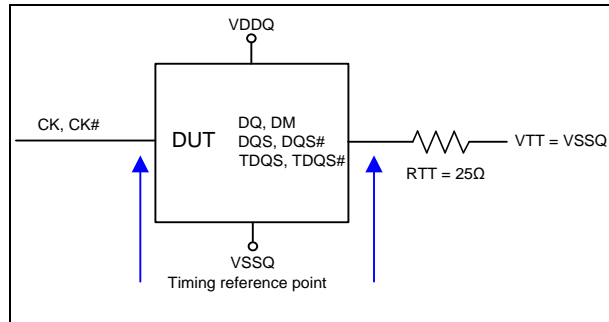 VDDQ
CK, CK#
DUT
DQ, DM
DQS, DQS#
TDQS, TDQS#
VTT = VSSQ
RTT = 25Ω
VSSQ
Timing reference point